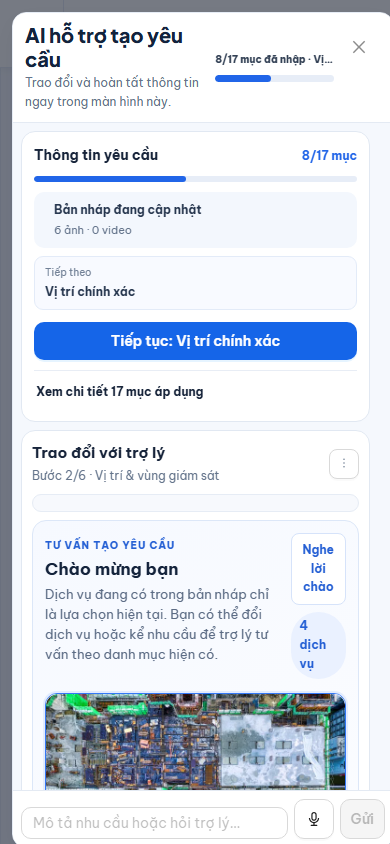 AI hỗ trợ tạo yêu
cầu
Trao đổi và hoàn tất thông tin
ngay trong màn hình này.
8/17 mục đã nhập · Vị...
Thông tin yêu cầu
8/17 mục
Bản nháp đang cập nhật
6 ảnh · 0 video
Tiếp theo
Vị trí chính xác
Tiếp tục: Vị trí chính xác
Xem chi tiết 17 mục áp dụng
Trao đổi với trợ lý
Bước 2/6 · Vị trí & vùng giám sát
TƯ VẤN TẠO YÊU CẦU
Chào mừng bạn
Dịch vụ đang có trong bản nháp chỉ
là lựa chọn hiện tại. Bạn có thể đổi
dịch vụ hoặc kể nhu cầu để trợ lý tư
vấn theo danh mục hiện có.
Nghe
lời
chào
4
dịch
vụ
Mô tả nhu cầu hoặc hỏi trợ lý...
Gửi